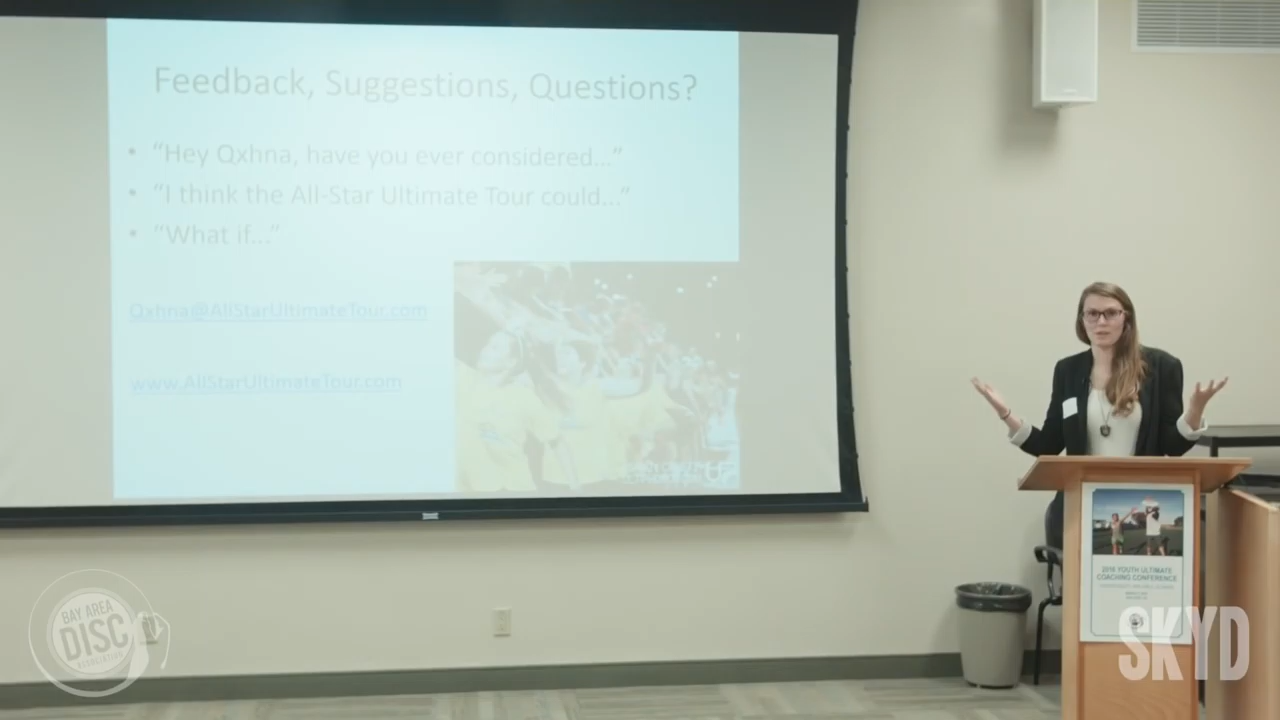 Feedback, Suggestions, Questions?
• "Hey Qxhna, have you ever considered..."
• "I think the All-Star Ultimate Tour could..."
• "What if..."
Qxhna@AllStarUltimateTour.com
www.AllStarUltimateTour.com
2016 YOUTH ULTIMATE
COACHING CONFERENCE
BAY AREA
DISC
ASSOCIATION
SKYD